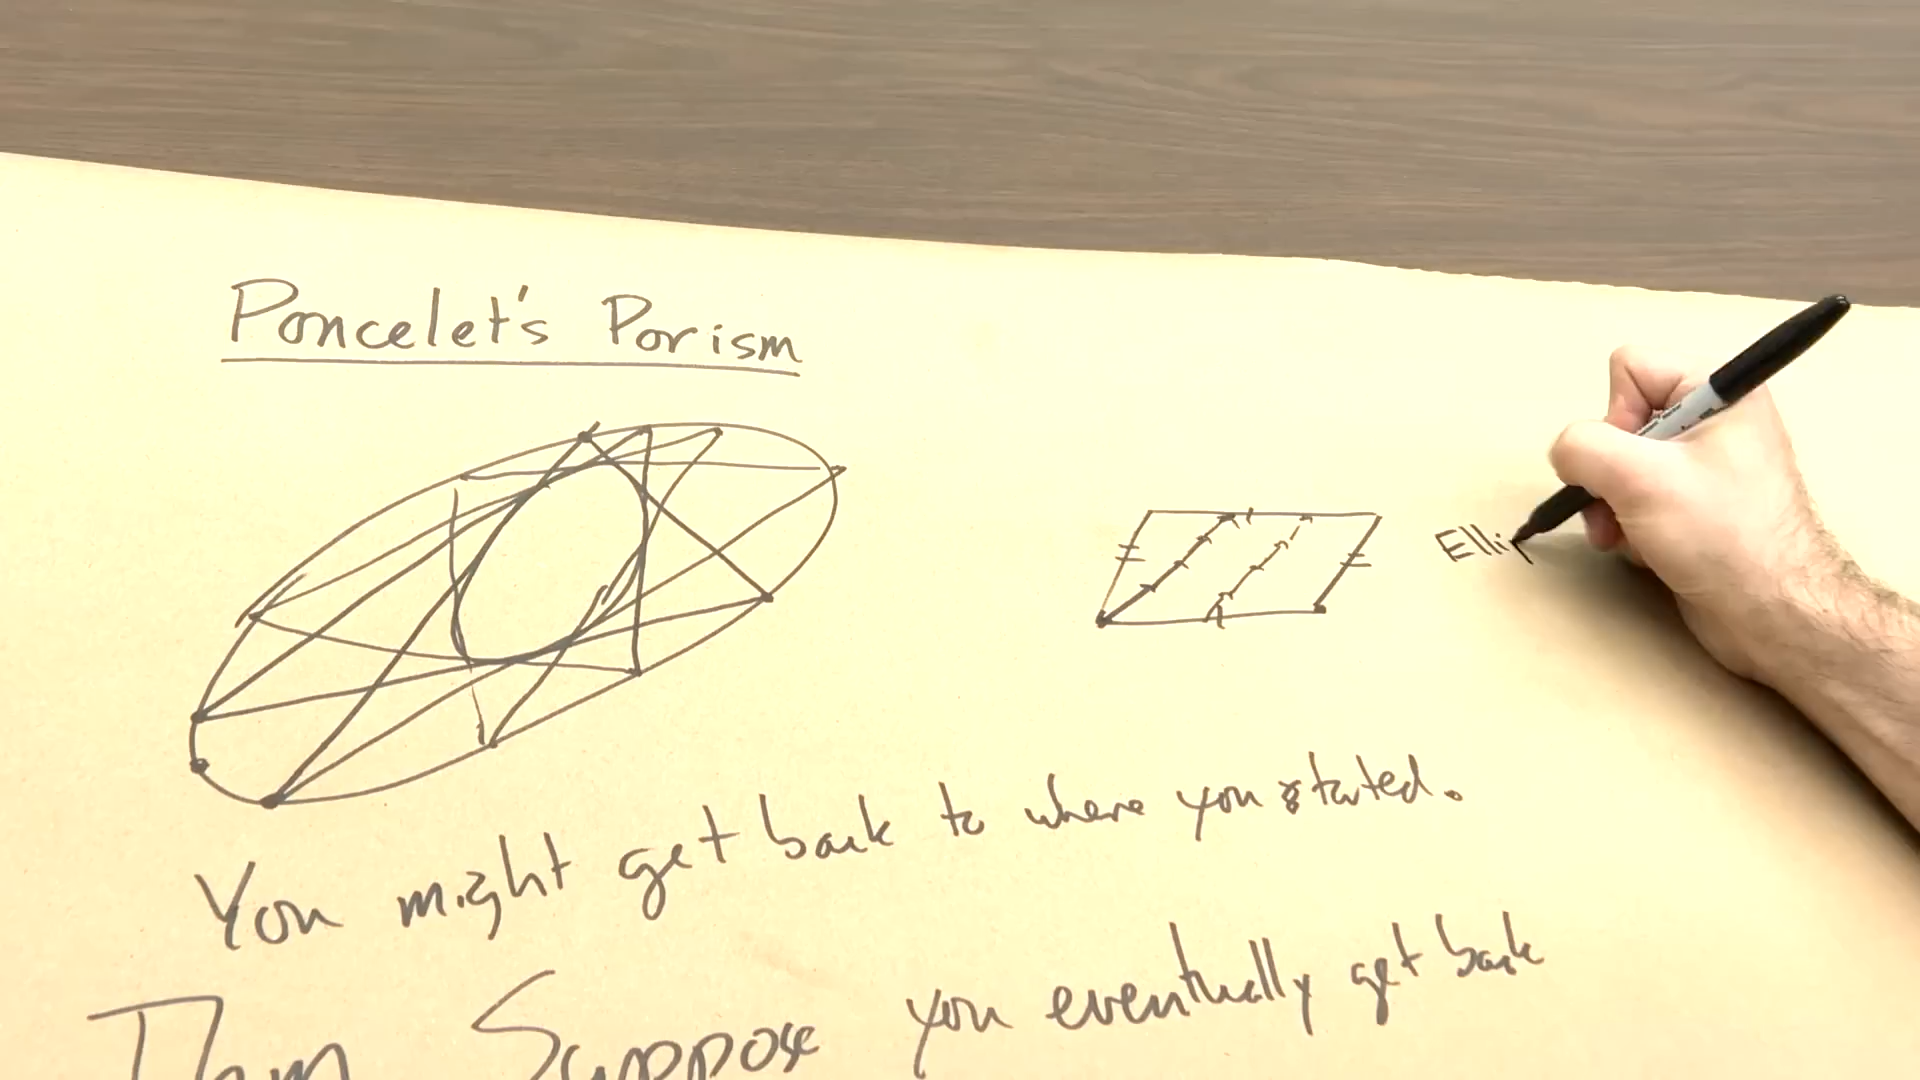 Poncelet's Porism
Ellip
You might get back to where you started.
Thm Suppose you eventually get back